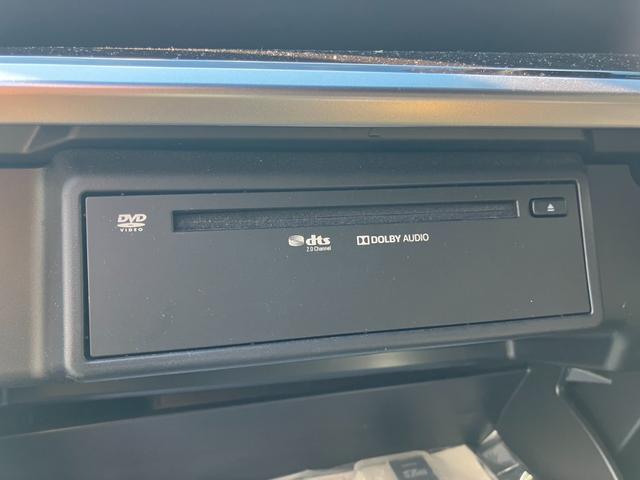 DVD
VIDEO
dts
2.0 Channel
DOLBY AUDIO